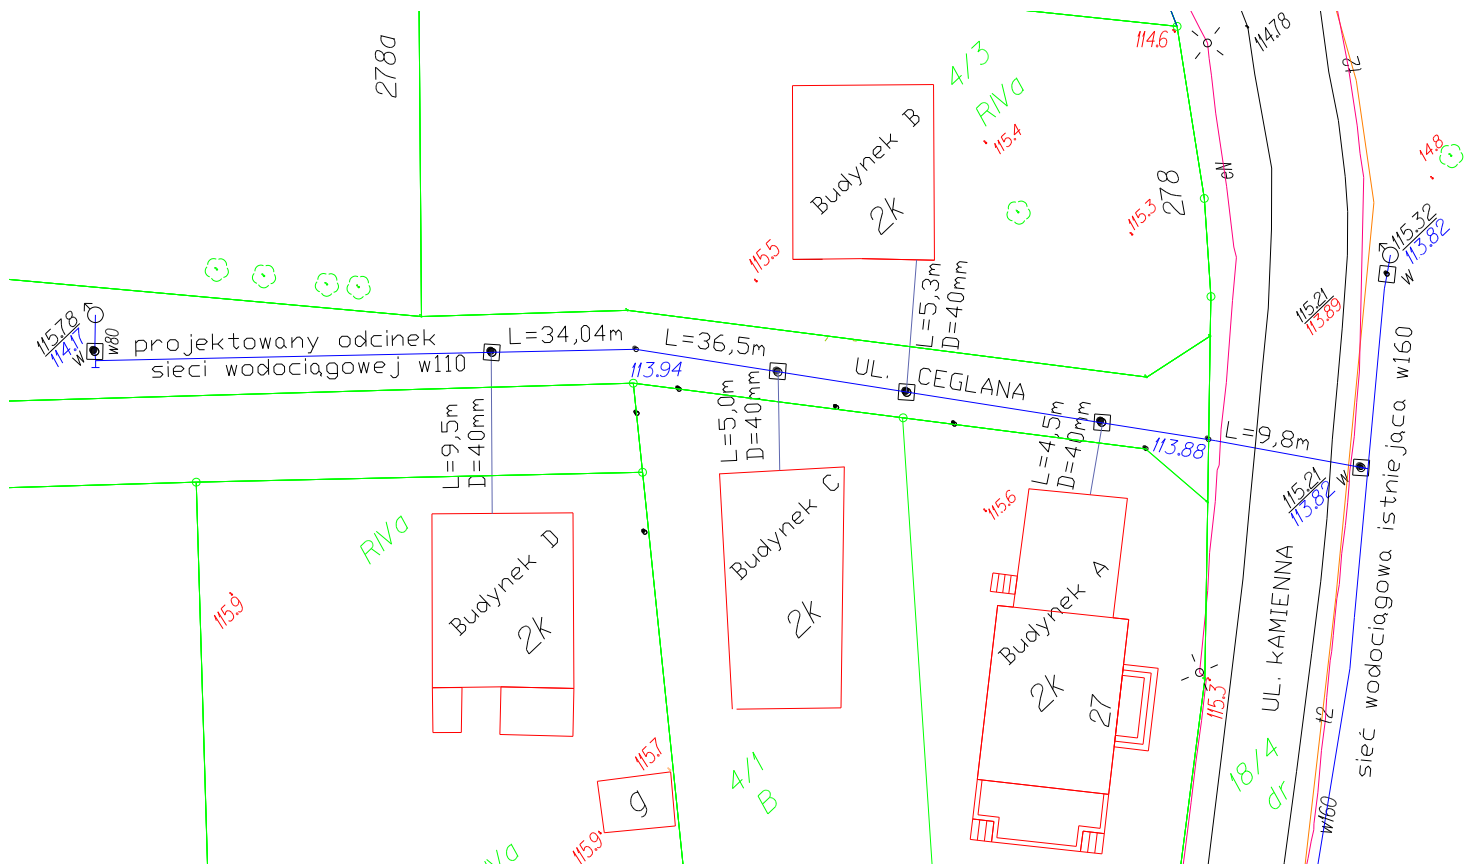 278a
4/3
RIVa
114.6
114.78
t2
115.4
14.8
eN
278
115.3
Budynek B
2k
115.5
115.32
113.82
W
115.21
113.89
115.78
114.17
W
w80
projektowany odcinek
sieci wodociągowej w110
L=34,04m
113.94
L=36,5m
L=5,3m
D=40mm
UL. CEGLANA
L=9,5m
D=40mm
L=5,0m
D=40mm
L=4,5m
D=40mm
113.88
L=9,8m
115.21
113.82
W
sieć wodociągowa istniejąca w160
RIVa
115.9
Budynek D
2k
Budynek C
2k
115.6
Budynek A
2k
27
UL. KAMIENNA
115.3
t2
18/4
dr
w160
115.7
g
115.9
4/1
B
IVa